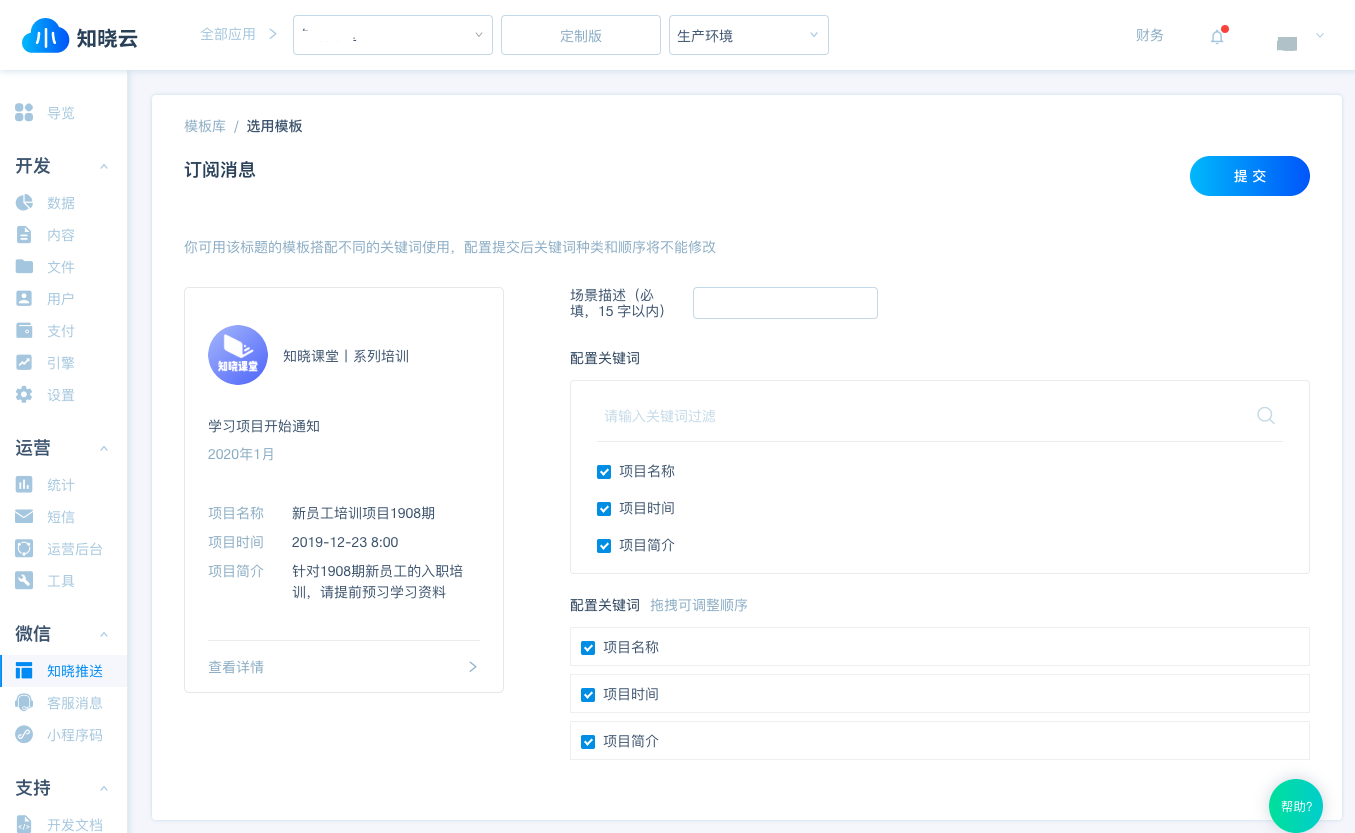 知晓云
全部应用
定制版
生产环境
财务
导览
开发
数据
内容
文件
用户
支付
引擎
设置
运营
统计
短信
运营后台
工具
微信
知晓推送
客服消息
小程序码
支持
开发文档
模板库 / 选用模板
订阅消息
提 交
你可用该标题的模板搭配不同的关键词使用，配置提交后关键词种类和顺序将不能修改
知晓课堂
知晓课堂丨系列培训
学习项目开始通知
2020年1月
项目名称 新员工培训项目1908期
项目时间 2019-12-23 8:00
项目简介 针对1908期新员工的入职培
训，请提前预习学习资料
查看详情
场景描述（必
填，15 字以内）
配置关键词
请输入关键词过滤
项目名称
项目时间
项目简介
配置关键词 拖拽可调整顺序
项目名称
项目时间
项目简介
帮助?